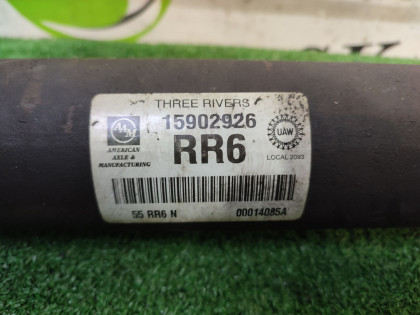 THREE RIVERS
15902926
RR6
AAM
AMERICAN
AXLE &
MANUFACTURING
UAW
LOCAL 2093
55 RR6 N
00014085A